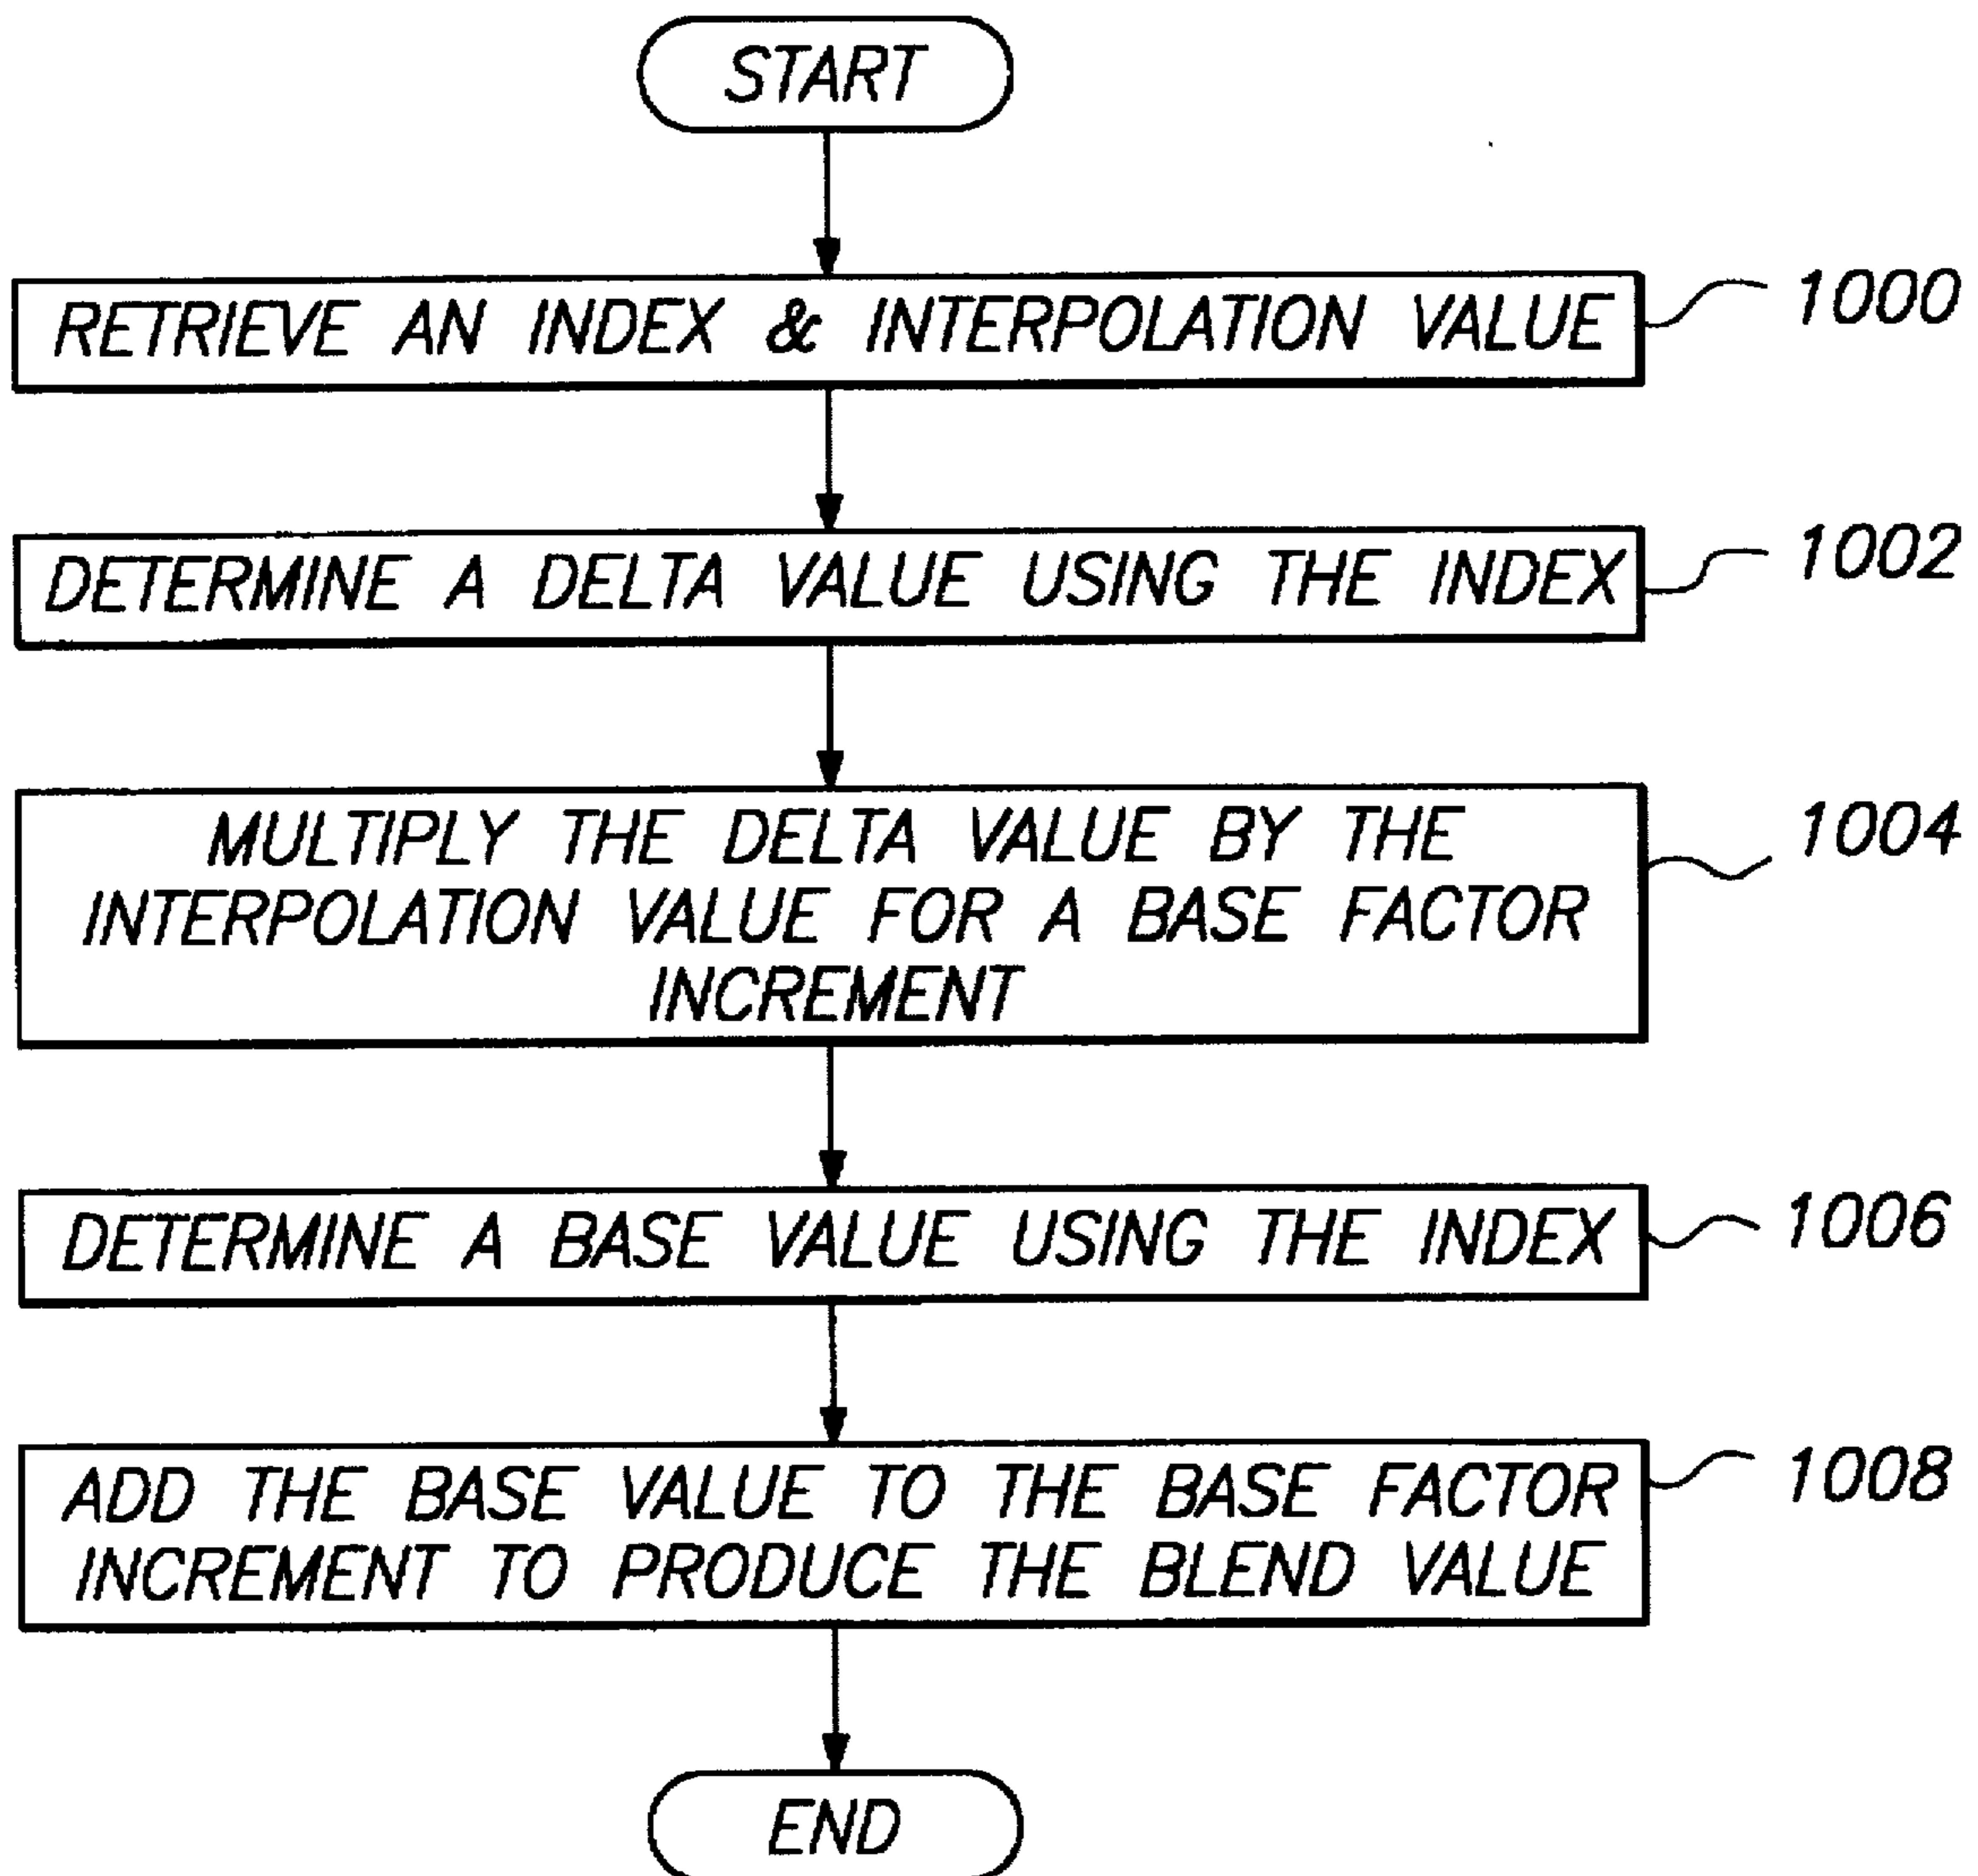 START
RETRIEVE AN INDEX & INTERPOLATION VALUE
1000
DETERMINE A DELTA VALUE USING THE INDEX
1002
MULTIPLY THE DELTA VALUE BY THE
INTERPOLATION VALUE FOR A BASE FACTOR
INCREMENT
1004
DETERMINE A BASE VALUE USING THE INDEX
1006
ADD THE BASE VALUE TO THE BASE FACTOR
INCREMENT TO PRODUCE THE BLEND VALUE
1008
END